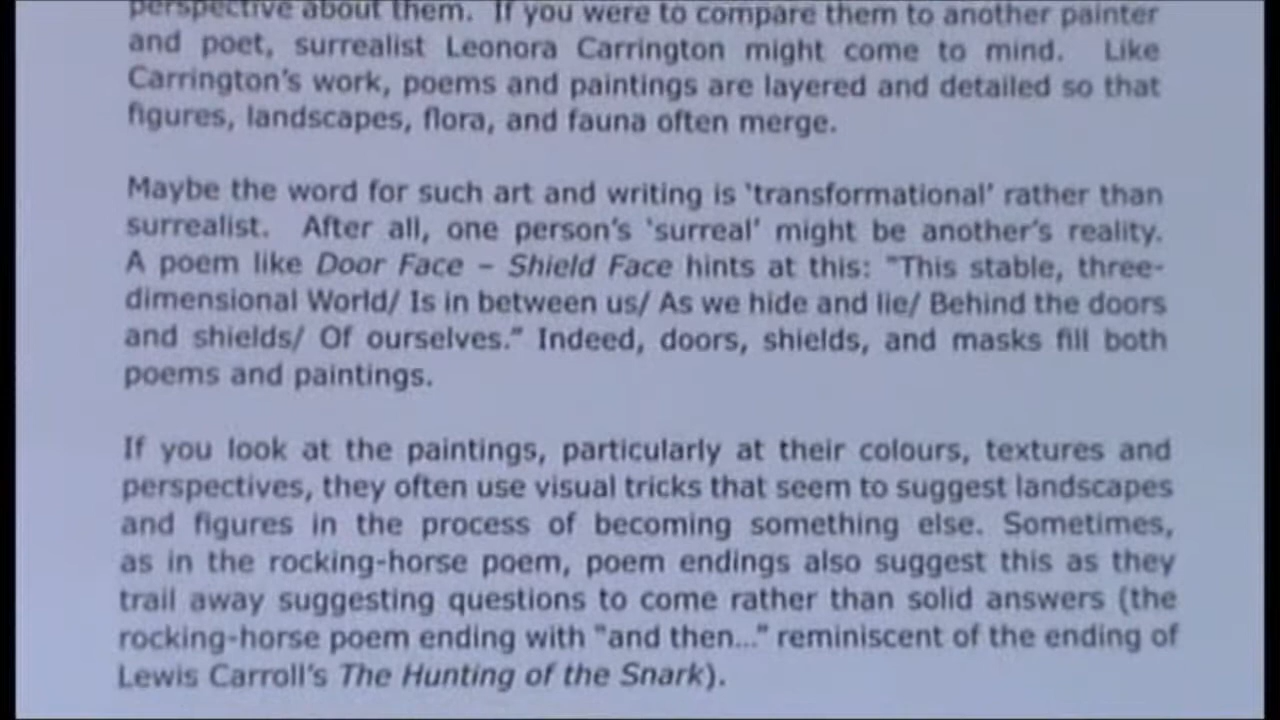 perspective about them. If you were to compare them to another painter
and poet, surrealist Leonora Carrington might come to mind. Like
Carrington's work, poems and paintings are layered and detailed so that
figures, landscapes, flora, and fauna often merge.
Maybe the word for such art and writing is 'transformational' rather than
surrealist. After all, one person's 'surreal' might be another's reality.
A poem like Door Face – Shield Face hints at this: "This stable, three-
dimensional World/ Is in between us/ As we hide and lie/ Behind the doors
and shields/ Of ourselves." Indeed, doors, shields, and masks fill both
poems and paintings.
If you look at the paintings, particularly at their colours, textures and
perspectives, they often use visual tricks that seem to suggest landscapes
and figures in the process of becoming something else. Sometimes,
as in the rocking-horse poem, poem endings also suggest this as they
trail away suggesting questions to come rather than solid answers (the
rocking-horse poem ending with "and then…" reminiscent of the ending of
Lewis Carroll's The Hunting of the Snark).